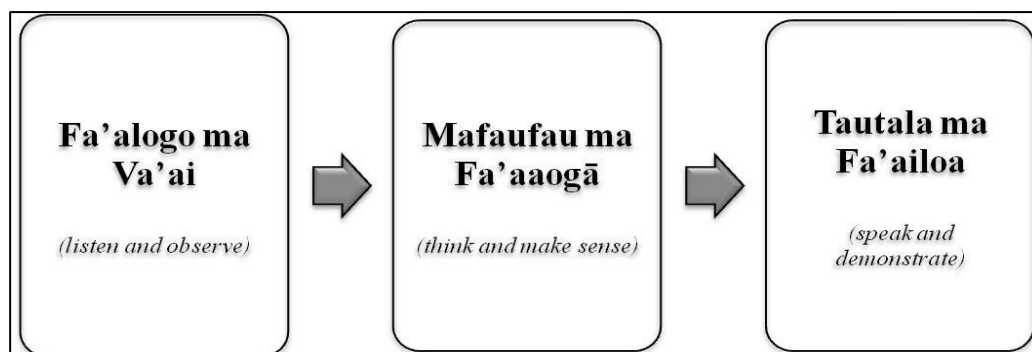 Fa’alogo ma
Va’ai
(listen and observe)
Mafaufau ma
Fa’aaogā
(think and make sense)
Tautala ma
Fa’ailoa
(speak and
demonstrate)